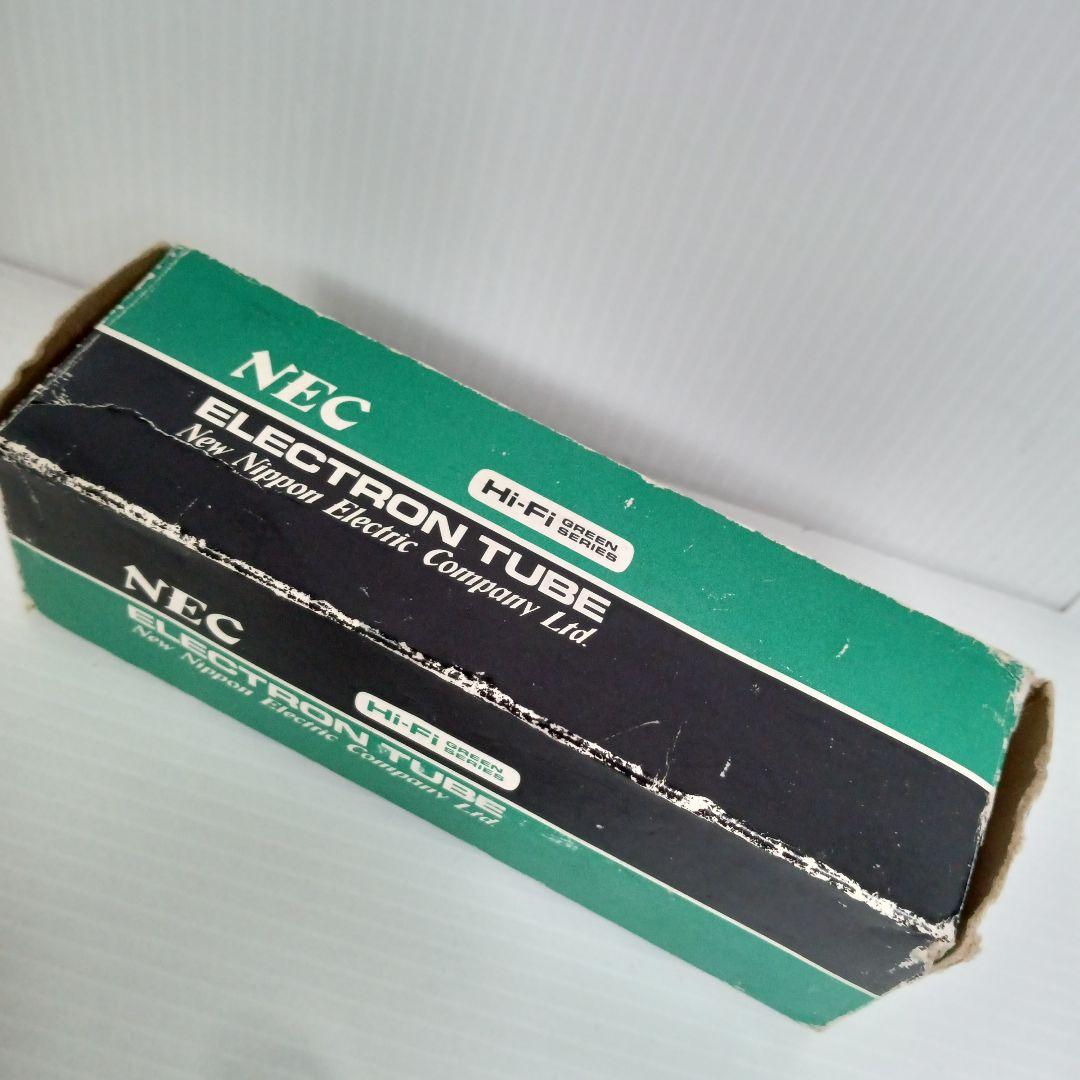 NEC
ELECTRON TUBE
New Nippon Electric Company Ltd.
Hi-Fi GREEN SERIES
NEC
ELECTRON TUBE
New Nippon Electric Company Ltd.
Hi-Fi GREEN SERIES